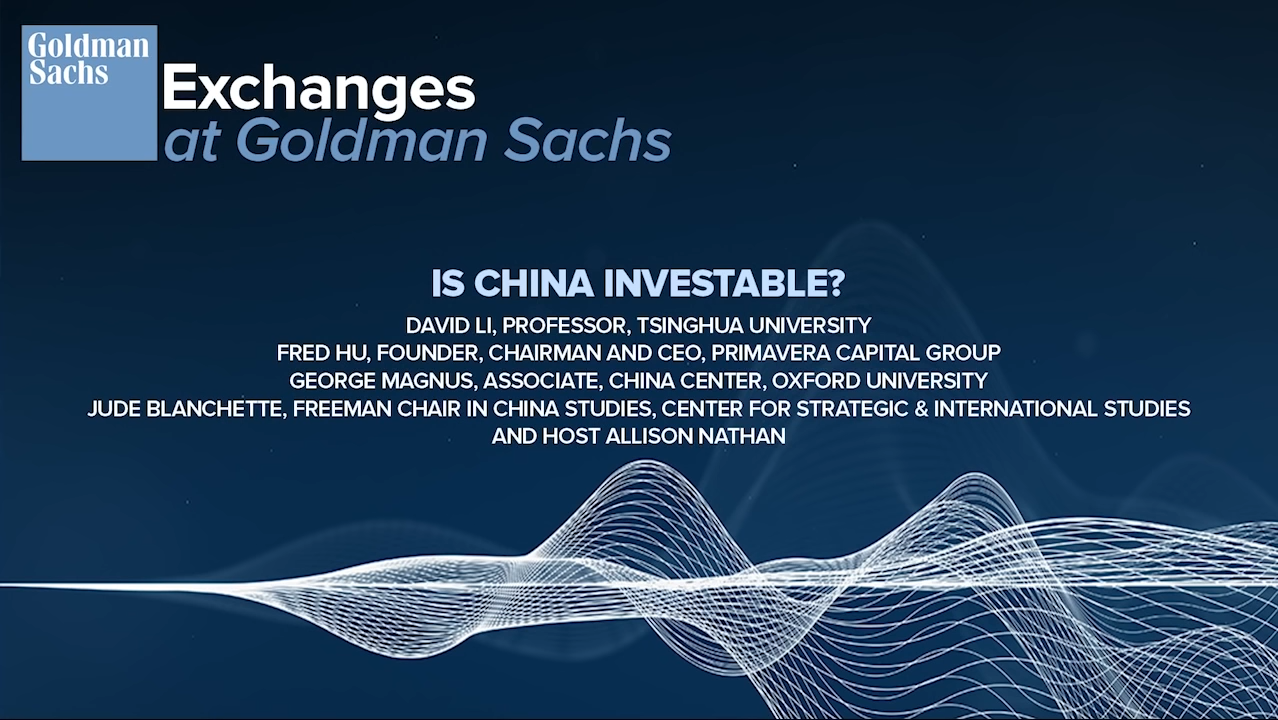 Goldman
Sachs
Exchanges
at Goldman Sachs
IS CHINA INVESTABLE?
DAVID LI, PROFESSOR, TSINGHUA UNIVERSITY
FRED HU, FOUNDER, CHAIRMAN AND CEO, PRIMAVERA CAPITAL GROUP
GEORGE MAGNUS, ASSOCIATE, CHINA CENTER, OXFORD UNIVERSITY
JUDE BLANCHETTE, FREEMAN CHAIR IN CHINA STUDIES, CENTER FOR STRATEGIC & INTERNATIONAL STUDIES
AND HOST ALLISON NATHAN